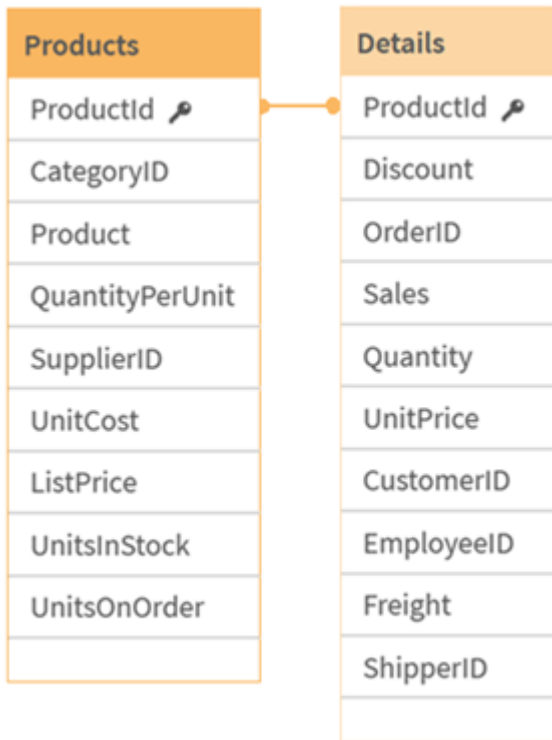 Products
ProductId
CategoryID
Product
QuantityPerUnit
SupplierID
UnitCost
ListPrice
UnitsInStock
UnitsOnOrder
Details
ProductId
Discount
OrderID
Sales
Quantity
UnitPrice
CustomerID
EmployeeID
Freight
ShipperID